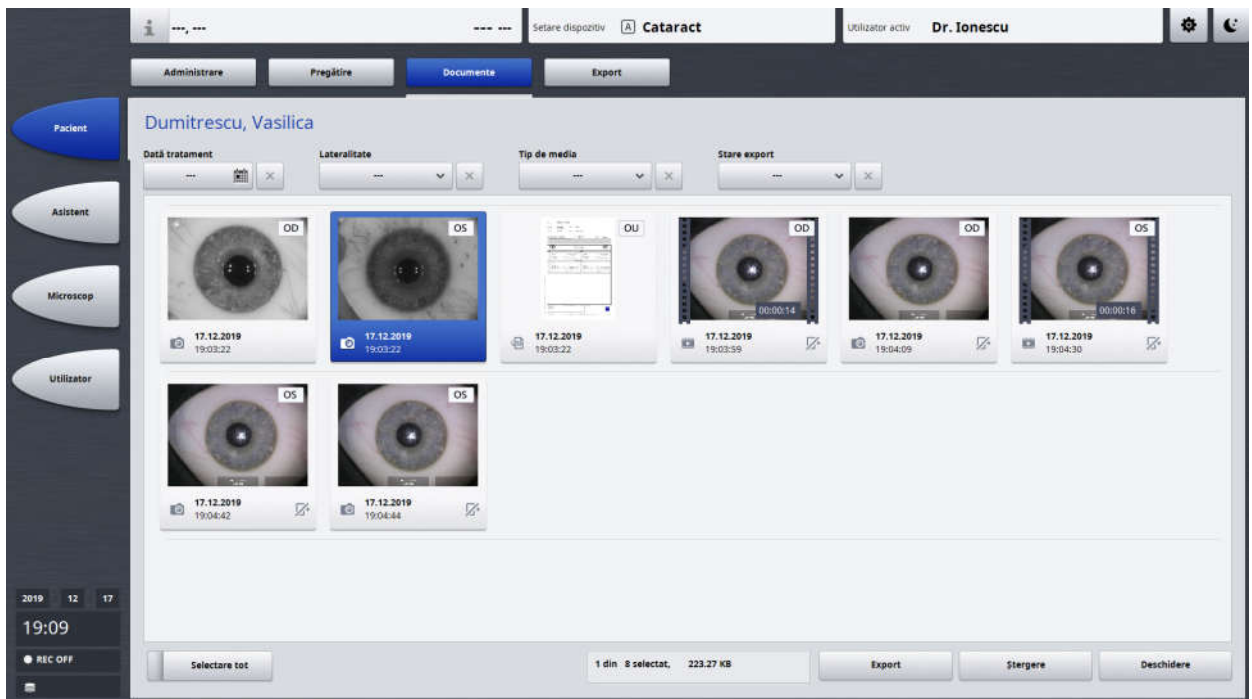 ---, ---
--- ---
Setare dispozitiv A Cataract
Utilizator activ Dr. Ionescu
Administrare
Pregătire
Documente
Export
Pacient
Asistent
Microscop
Utilizator
Dumitrescu, Vasilica
Dată tratament
Lateralitate
Tip de media
Stare export
---
---
---
---
OD
17.12.2019
19:03:22
OS
17.12.2019
19:03:22
OU
17.12.2019
19:03:22
OD
00:00:14
17.12.2019
19:03:59
OD
17.12.2019
19:04:09
OS
00:00:16
17.12.2019
19:04:30
OS
17.12.2019
19:04:42
OS
17.12.2019
19:04:44
2019 12 17
19:09
REC OFF
Selectare tot
1 din 8 selectat, 223.27 KB
Export
Ştergere
Deschidere